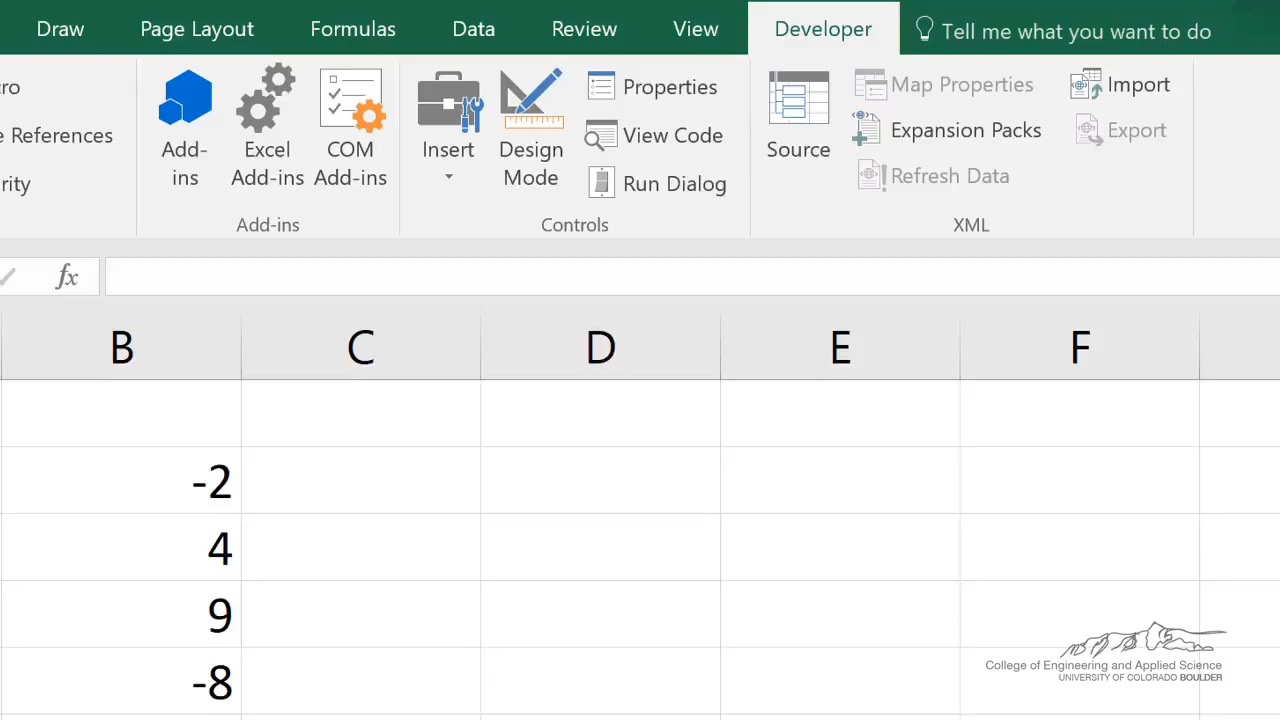 Draw Page Layout Formulas Data Review View Developer Tell me what you want to do
ro
References
rity
Add-
ins
Excel
Add-ins
COM
Add-ins
Add-ins
Insert
Design
Mode
Properties
View Code
Run Dialog
Controls
Source
Map Properties
Expansion Packs
Refresh Data
Import
Export
XML
fx
B C D E F
-2
4
9
-8
College of Engineering and Applied Science
UNIVERSITY OF COLORADO BOULDER